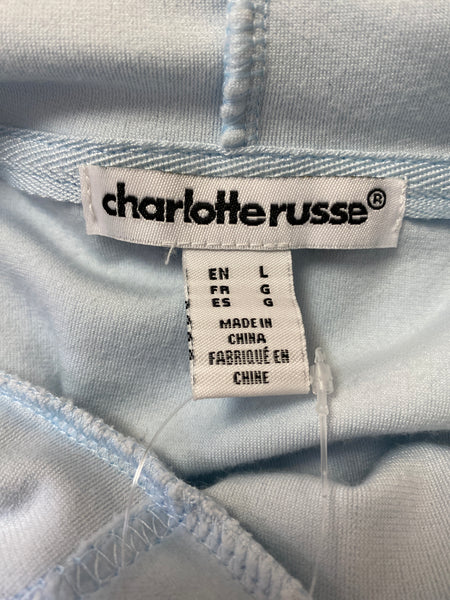 charlotte russe®
EN L
FR G
ES G
MADE IN
CHINA
FABRIQUÉ EN
CHINE